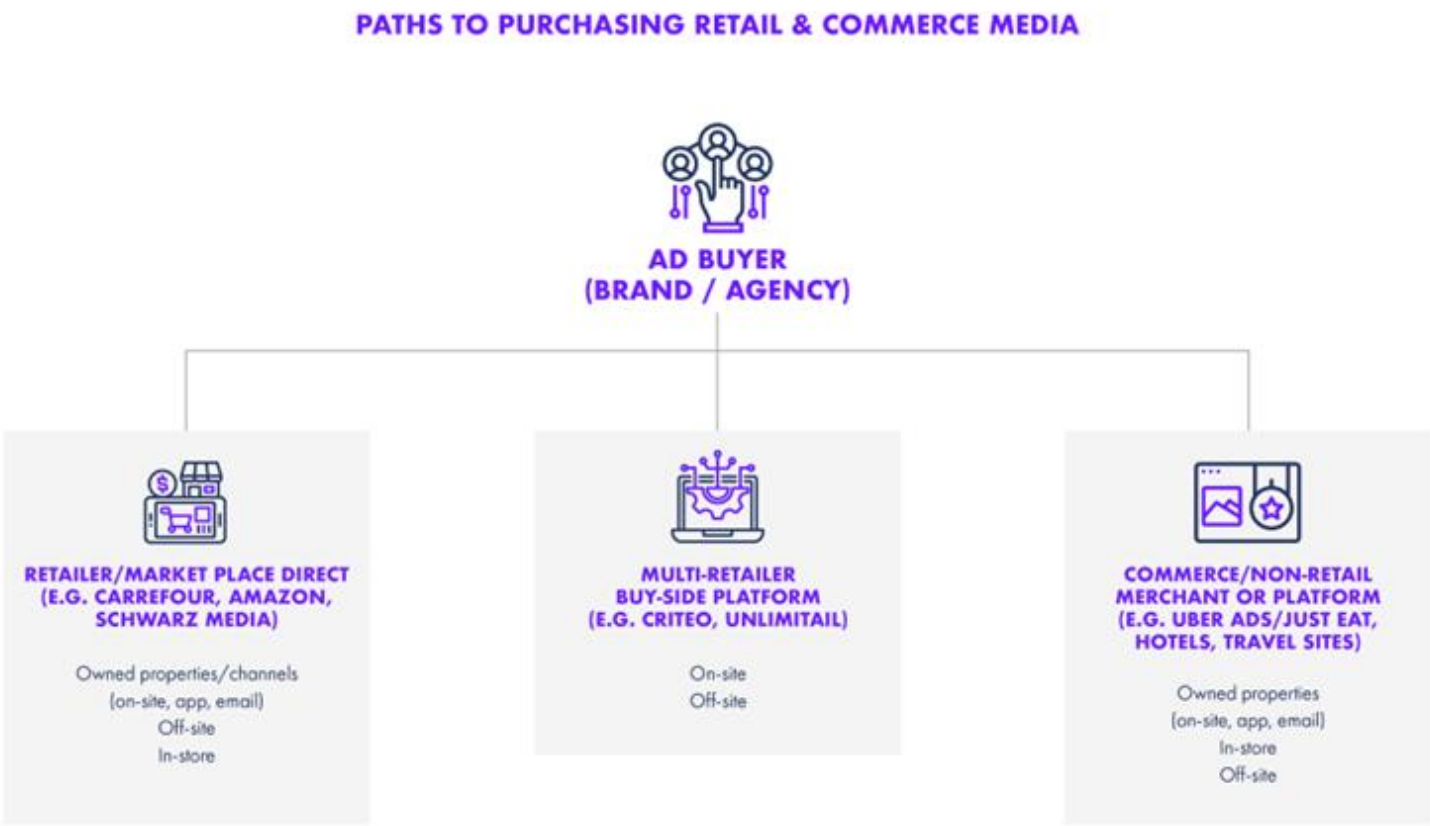 PATHS TO PURCHASING RETAIL & COMMERCE MEDIA
AD BUYER
(BRAND / AGENCY)
RETAILER/MARKET PLACE DIRECT
(E.G. CARREFOUR, AMAZON,
SCHWARZ MEDIA)
Owned properties/channels
(on-site, app, email)
Off-site
In-store
MULTI-RETAILER
BUY-SIDE PLATFORM
(E.G. CRITEO, UNLIMITAIL)
On-site
Off-site
COMMERCE/NON-RETAIL
MERCHANT OR PLATFORM
(E.G. UBER ADS/JUST EAT,
HOTELS, TRAVEL SITES)
Owned properties
(on-site, app, email)
In-store
Off-site